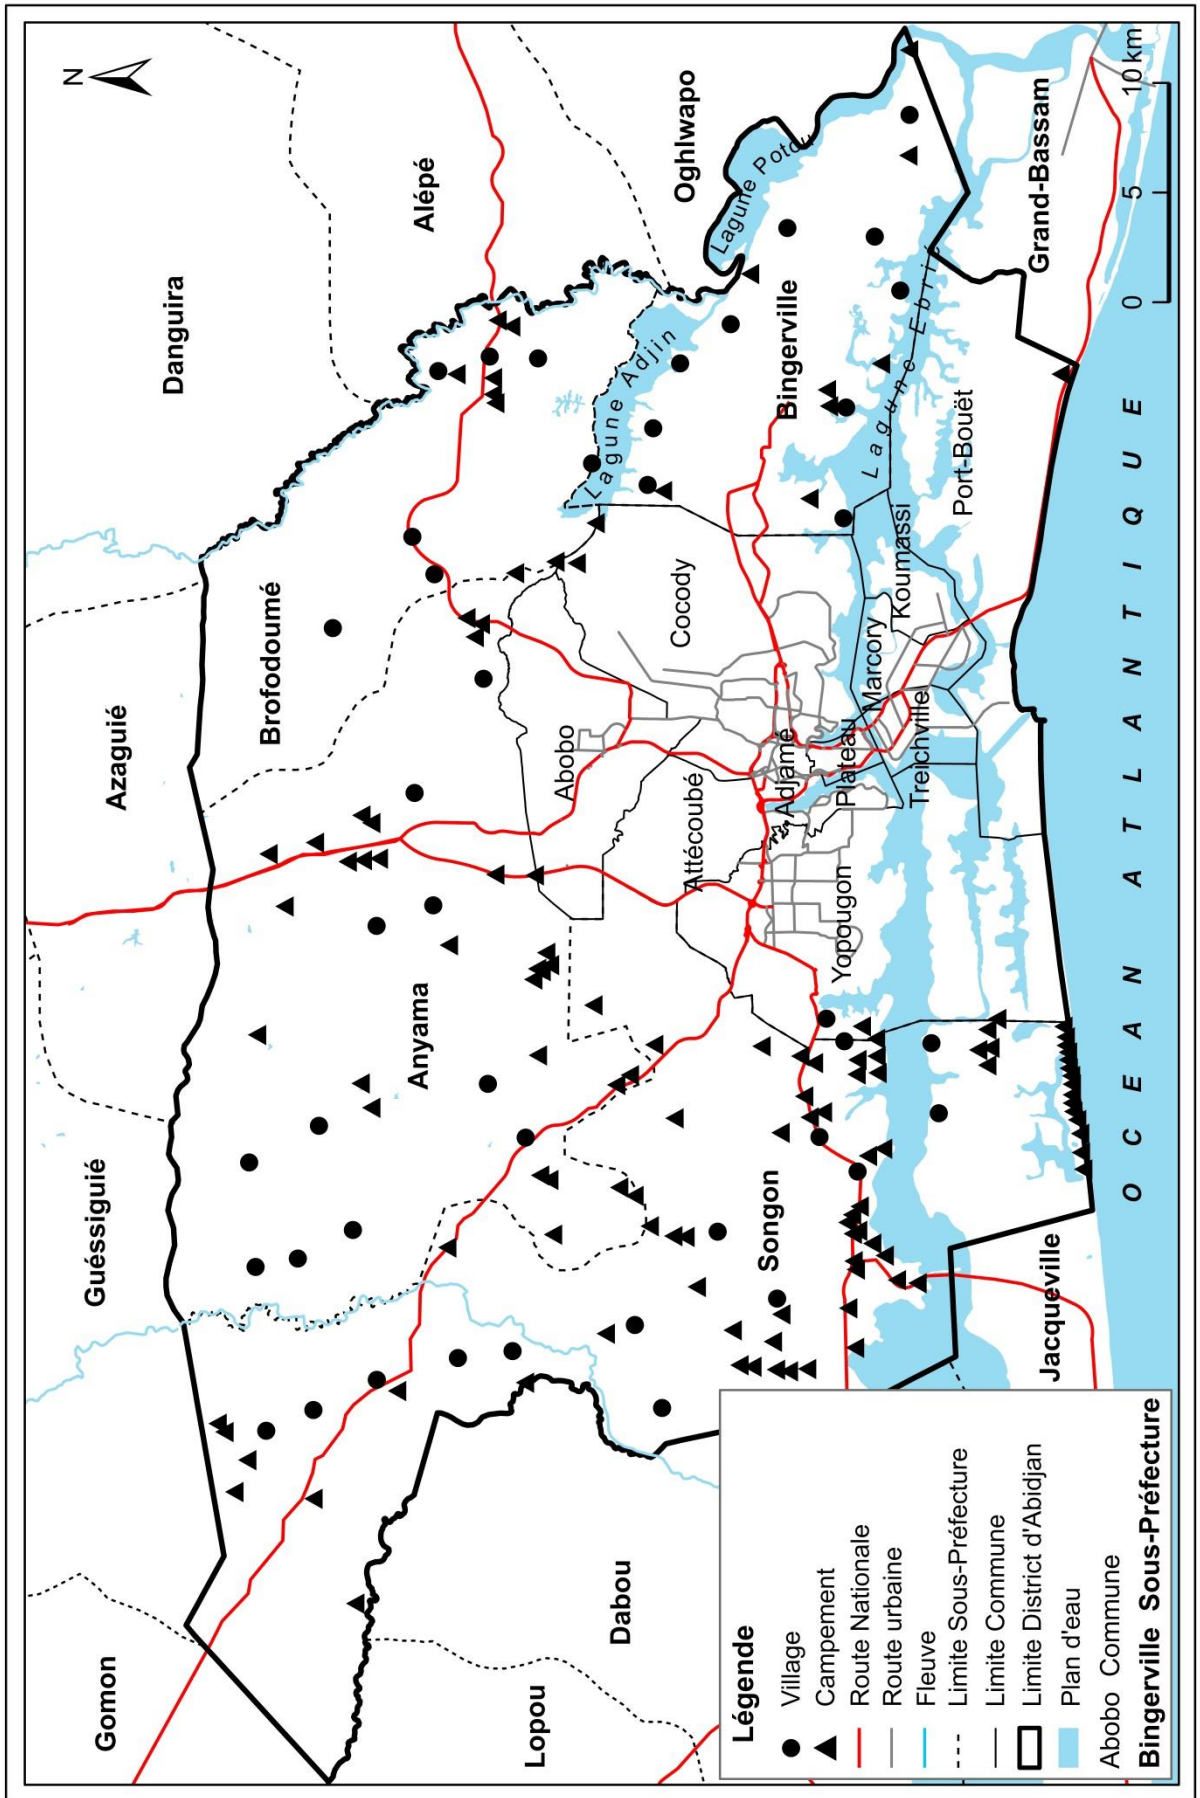 N
Gomon
Guéssiguié
Azaguié
Danguira
Alépé
Brofodoumé
Anyama
Oghlwapo
Lopou
Dabou
Abobo
Cocody
Lagune Adjin
Lagune Potou
Attécoubé
Songon
Adjamé
Bingerville
Yopougon
Plateau
Marcory
Koumassi
Treichville
Port-Bouët
Lagune Ebrié
Jacqueville
Grand-Bassam
OCEAN ATLANTIQUE
0 5 10 km
Légende
Village
Campement
Route Nationale
Route urbaine
Fleuve
Limite Sous-Préfecture
Limite Commune
Limite District d'Abidjan
Plan d'eau
Abobo Commune
Bingerville Sous-Préfecture